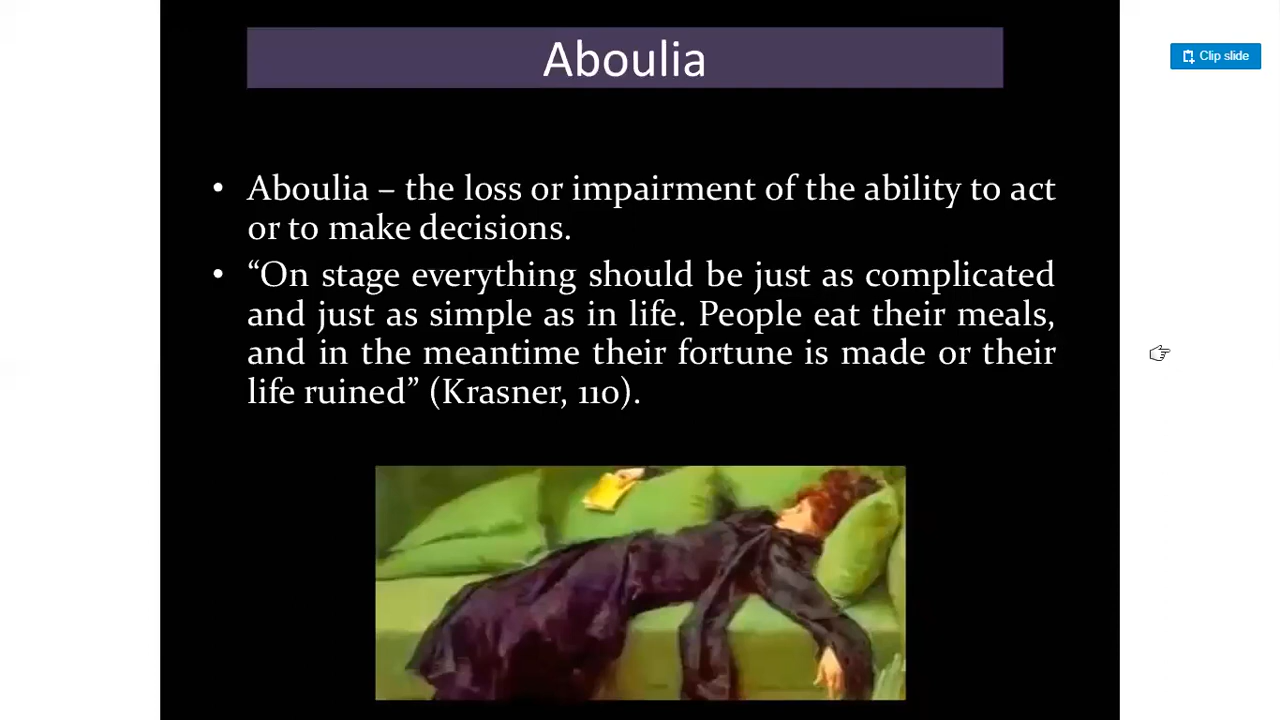 Aboulia
Clip slide
• Aboulia – the loss or impairment of the ability to act
or to make decisions.
• “On stage everything should be just as complicated
and just as simple as in life. People eat their meals,
and in the meantime their fortune is made or their
life ruined” (Krasner, 110).